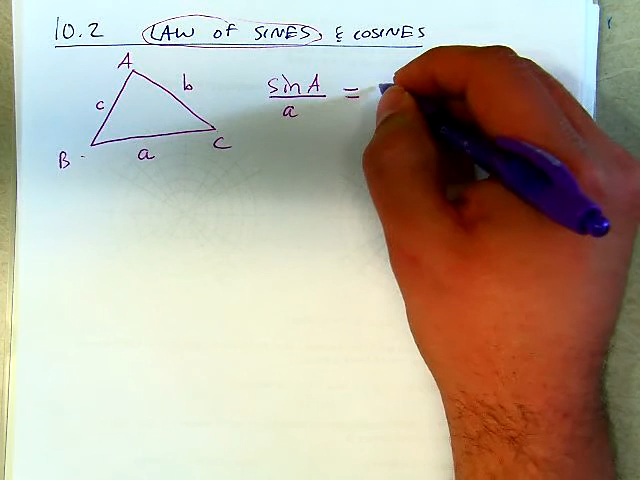 10.2 LAW OF SINES & COSINES
A
c b
B a C
sin A / a =